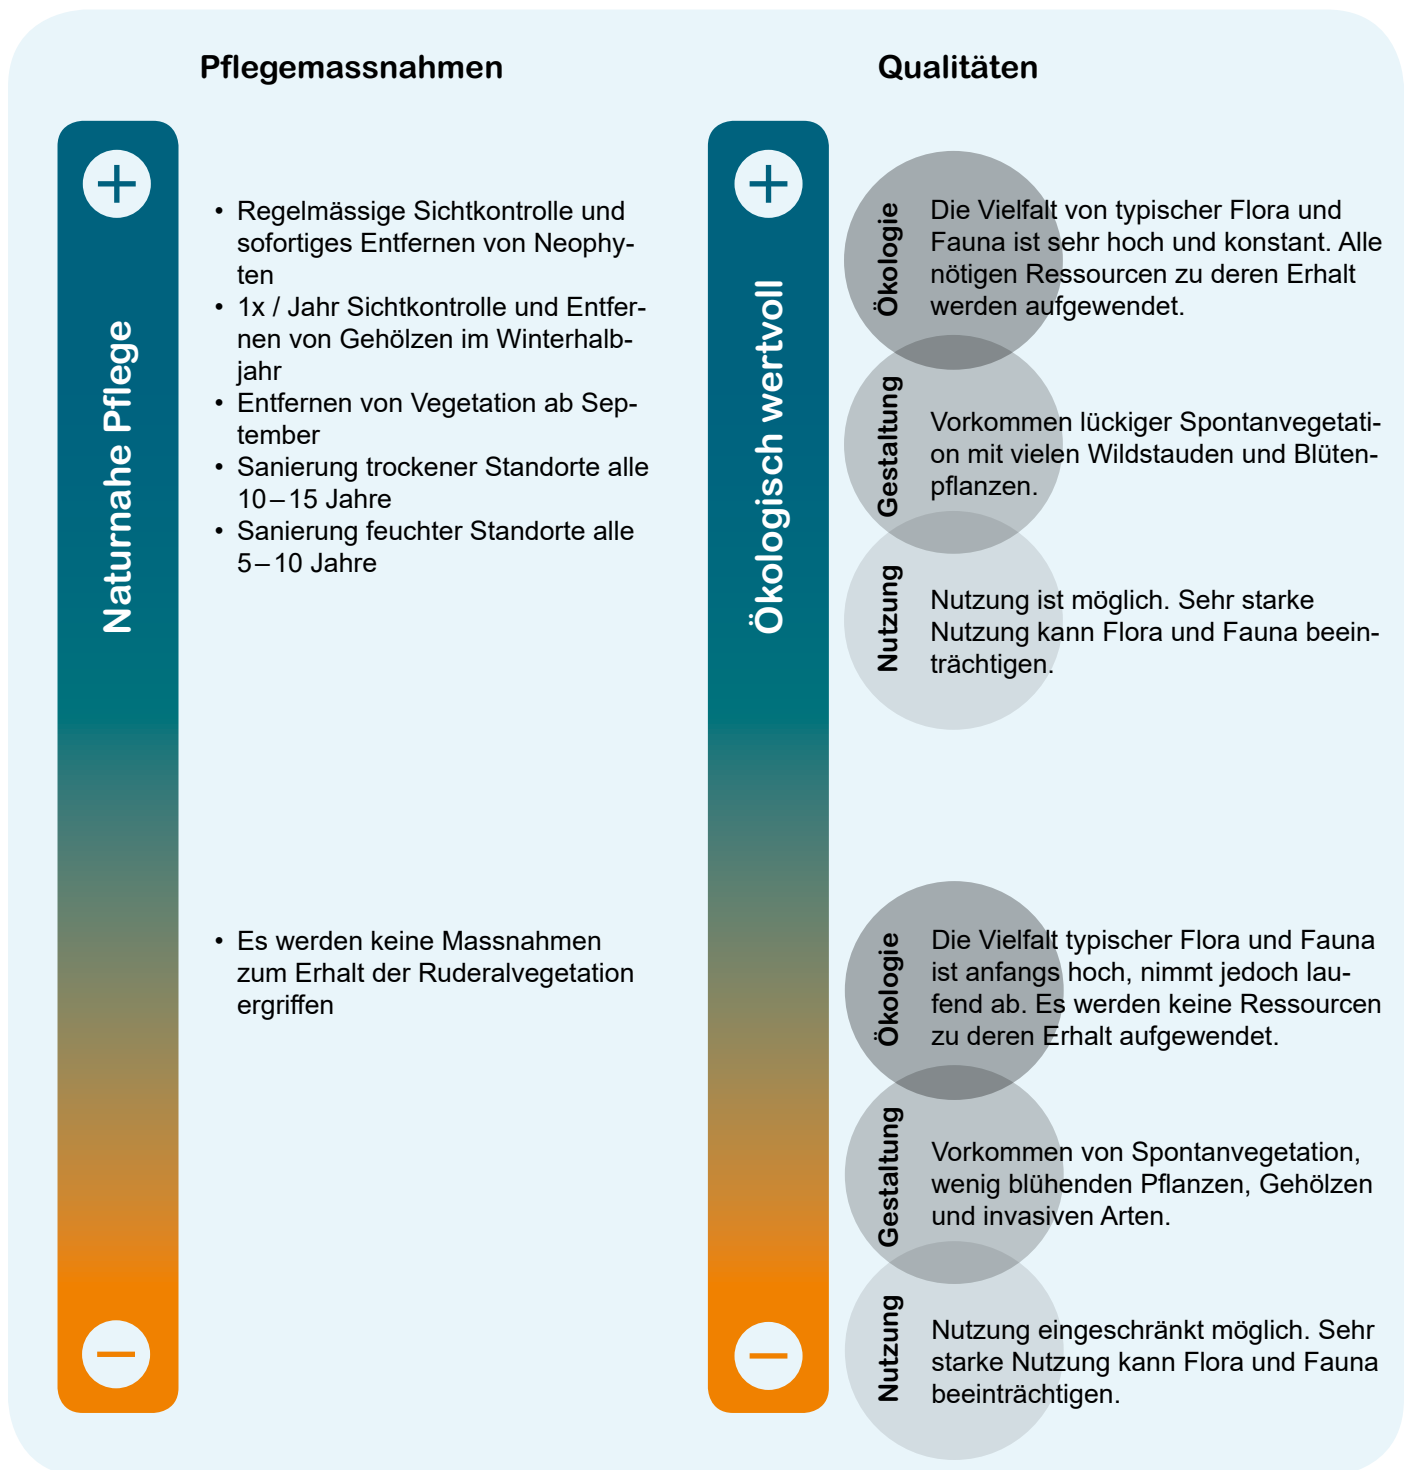 Pflegemassnahmen
Naturnahe Pflege
• Regelmässige Sichtkontrolle und
sofortiges Entfernen von Neophy-
ten
• 1x / Jahr Sichtkontrolle und Entfer-
nen von Gehölzen im Winterhalb-
jahr
• Entfernen von Vegetation ab Sep-
tember
• Sanierung trockener Standorte alle
10–15 Jahre
• Sanierung feuchter Standorte alle
5–10 Jahre
• Es werden keine Massnahmen
zum Erhalt der Ruderalvegetation
ergriffen
Qualitäten
Ökologisch wertvoll
Ökologie
Die Vielfalt von typischer Flora und
Fauna ist sehr hoch und konstant. Alle
nötigen Ressourcen zu deren Erhalt
werden aufgewendet.
Gestaltung
Vorkommen lückiger Spontanvegetati-
on mit vielen Wildstauden und Blüten-
pflanzen.
Nutzung
Nutzung ist möglich. Sehr starke
Nutzung kann Flora und Fauna beein-
trächtigen.
Ökologie
Die Vielfalt typischer Flora und Fauna
ist anfangs hoch, nimmt jedoch lau-
fend ab. Es werden keine Ressourcen
zu deren Erhalt aufgewendet.
Gestaltung
Vorkommen von Spontanvegetation,
wenig blühenden Pflanzen, Gehölzen
und invasiven Arten.
Nutzung
Nutzung eingeschränkt möglich. Sehr
starke Nutzung kann Flora und Fauna
beeinträchtigen.